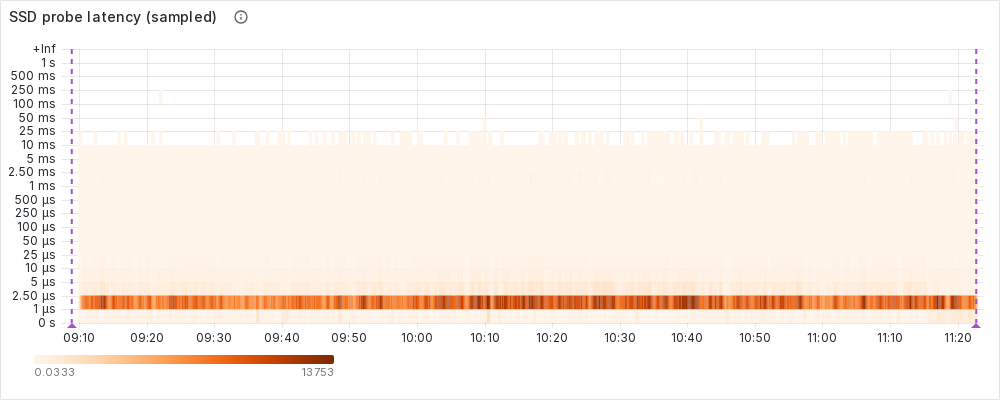 SSD probe latency (sampled)
+Inf
1 s
500 ms
250 ms
100 ms
50 ms
25 ms
10 ms
5 ms
2.50 ms
1 ms
500 µs
250 µs
100 µs
50 µs
25 µs
10 µs
5 µs
2.50 µs
1 µs
0 s
09:10 09:20 09:30 09:40 09:50 10:00 10:10 10:20 10:30 10:40 10:50 11:00 11:10 11:20
0.0333 13753